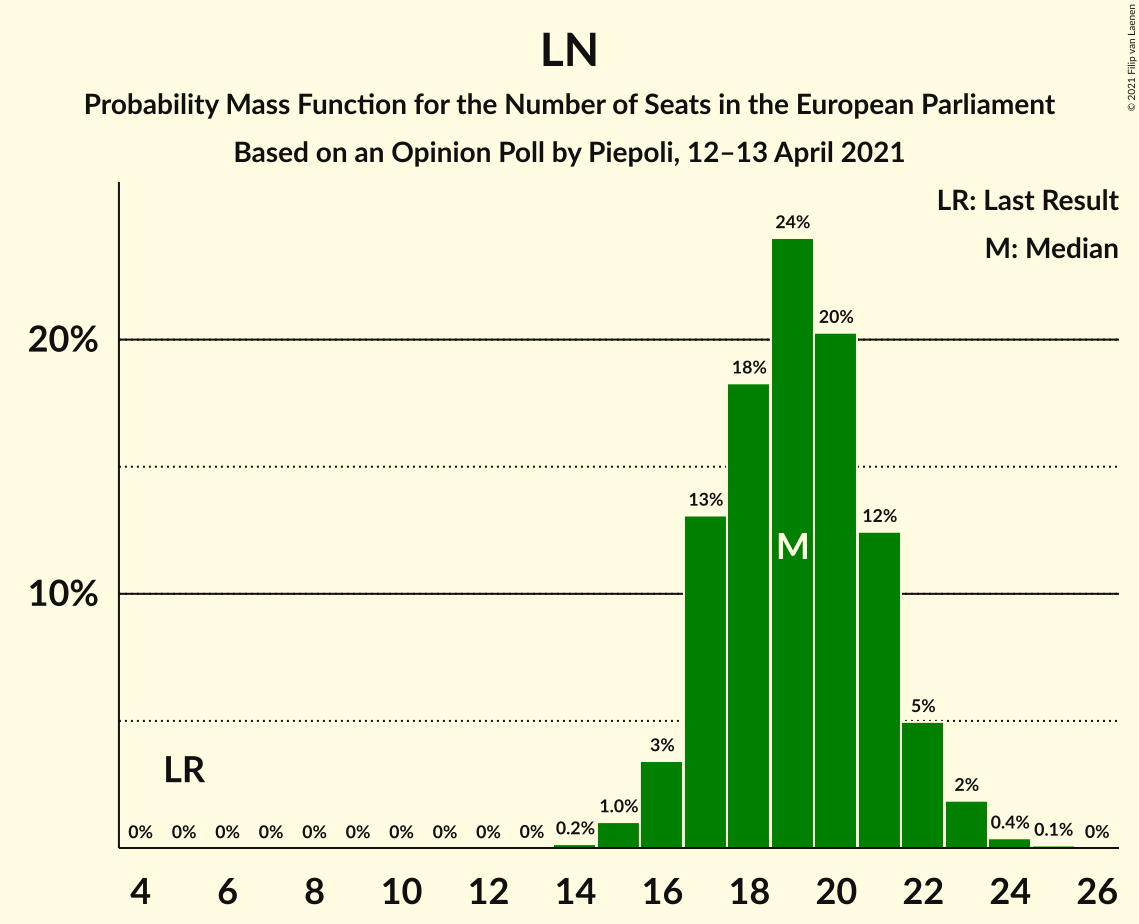 © 2021 Filip van Laenen
LN
Probability Mass Function for the Number of Seats in the European Parliament
Based on an Opinion Poll by Piepoli, 12–13 April 2021
LR: Last Result
M: Median
20%
10%
0% 0% 0% 0% 0% 0% 0% 0% 0% 0% 0.2% 1.0% 3% 13% 18% 24% 20% 12% 5% 2% 0.4% 0.1% 0%
LR
M
4 6 8 10 12 14 16 18 20 22 24 26